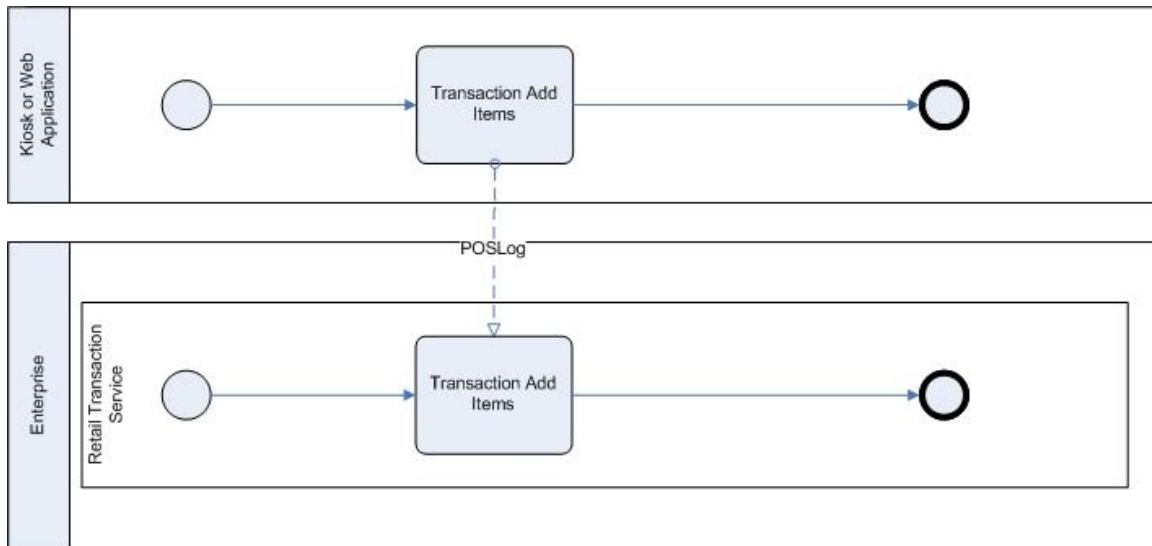 Kiosk or Web
Application
Transaction Add
Items
POSLog
Enterprise
Retail Transaction
Service
Transaction Add
Items